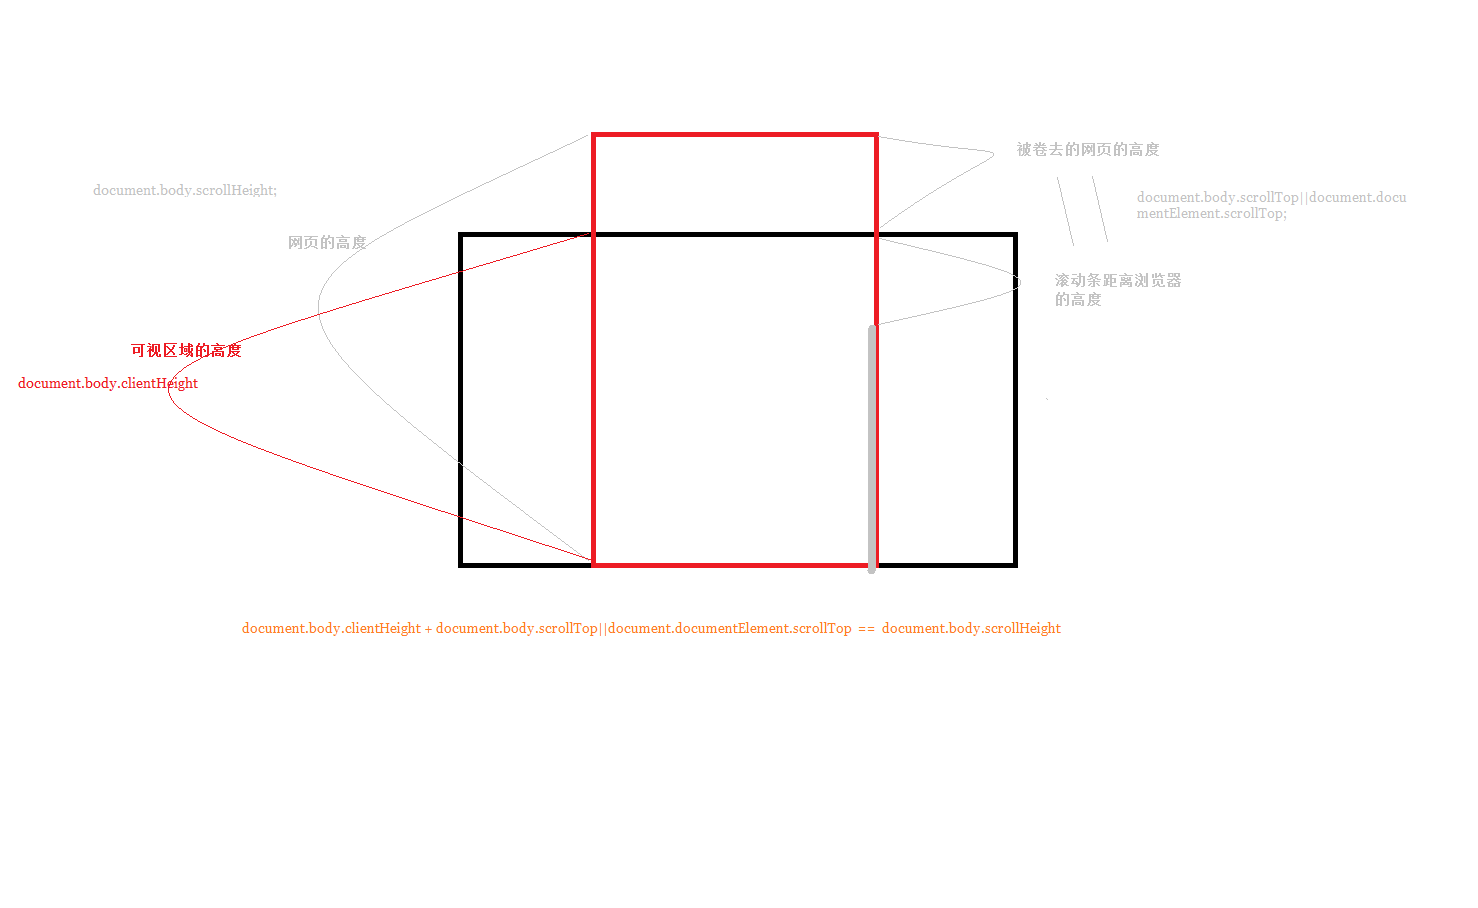 被卷去的网页的高度
document.body.scrollHeight;
document.body.scrollTop||document.docu
mentElement.scrollTop;
网页的高度
滚动条距离浏览器
的高度
可视区域的高度
document.body.clientHeight
document.body.clientHeight + document.body.scrollTop||document.documentElement.scrollTop == document.body.scrollHeight